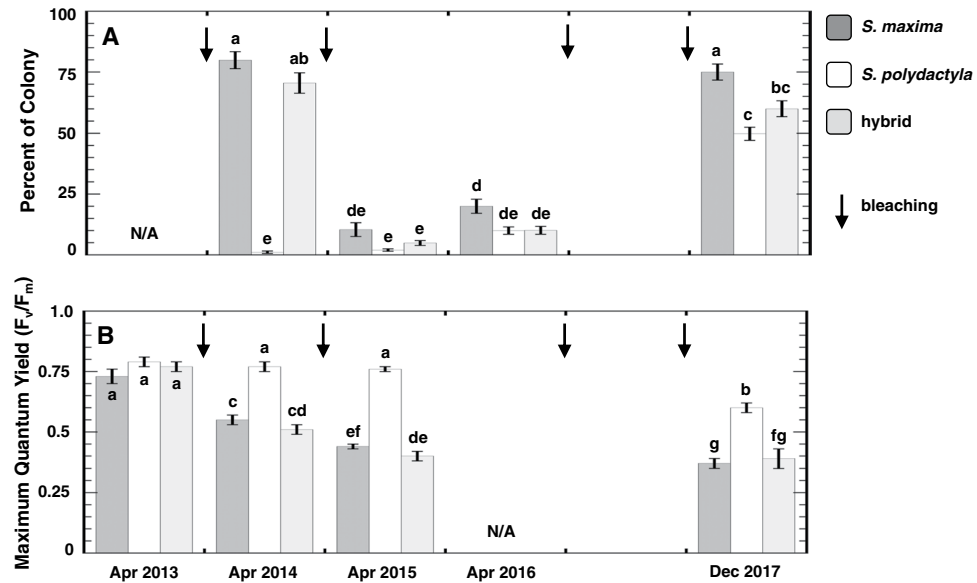 100
75
50
25
0
Percent of Colony
A
N/A
a
e
ab
de
e
e
d
de
de
a
c
bc
S. maxima
S. polydactyla
hybrid
bleaching
1.0
0.75
0.5
0.25
0
Maximum Quantum Yield (Fv/Fm)
B
a
a
a
c
a
cd
ef
a
de
N/A
g
b
fg
Apr 2013
Apr 2014
Apr 2015
Apr 2016
Dec 2017